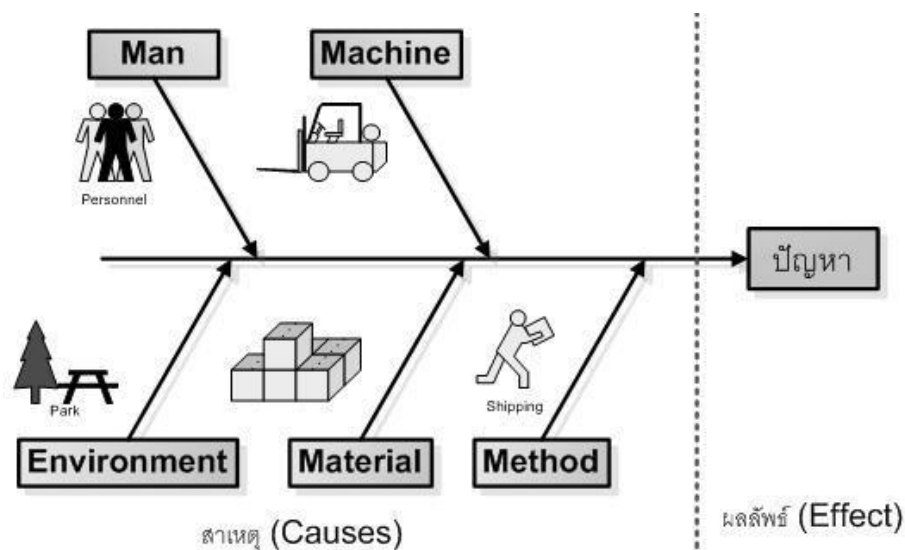 Man
Machine
Personnel
ปัญหา
Park
Shipping
Environment
Material
Method
สาเหตุ (Causes)
ผลลัพธ์ (Effect)